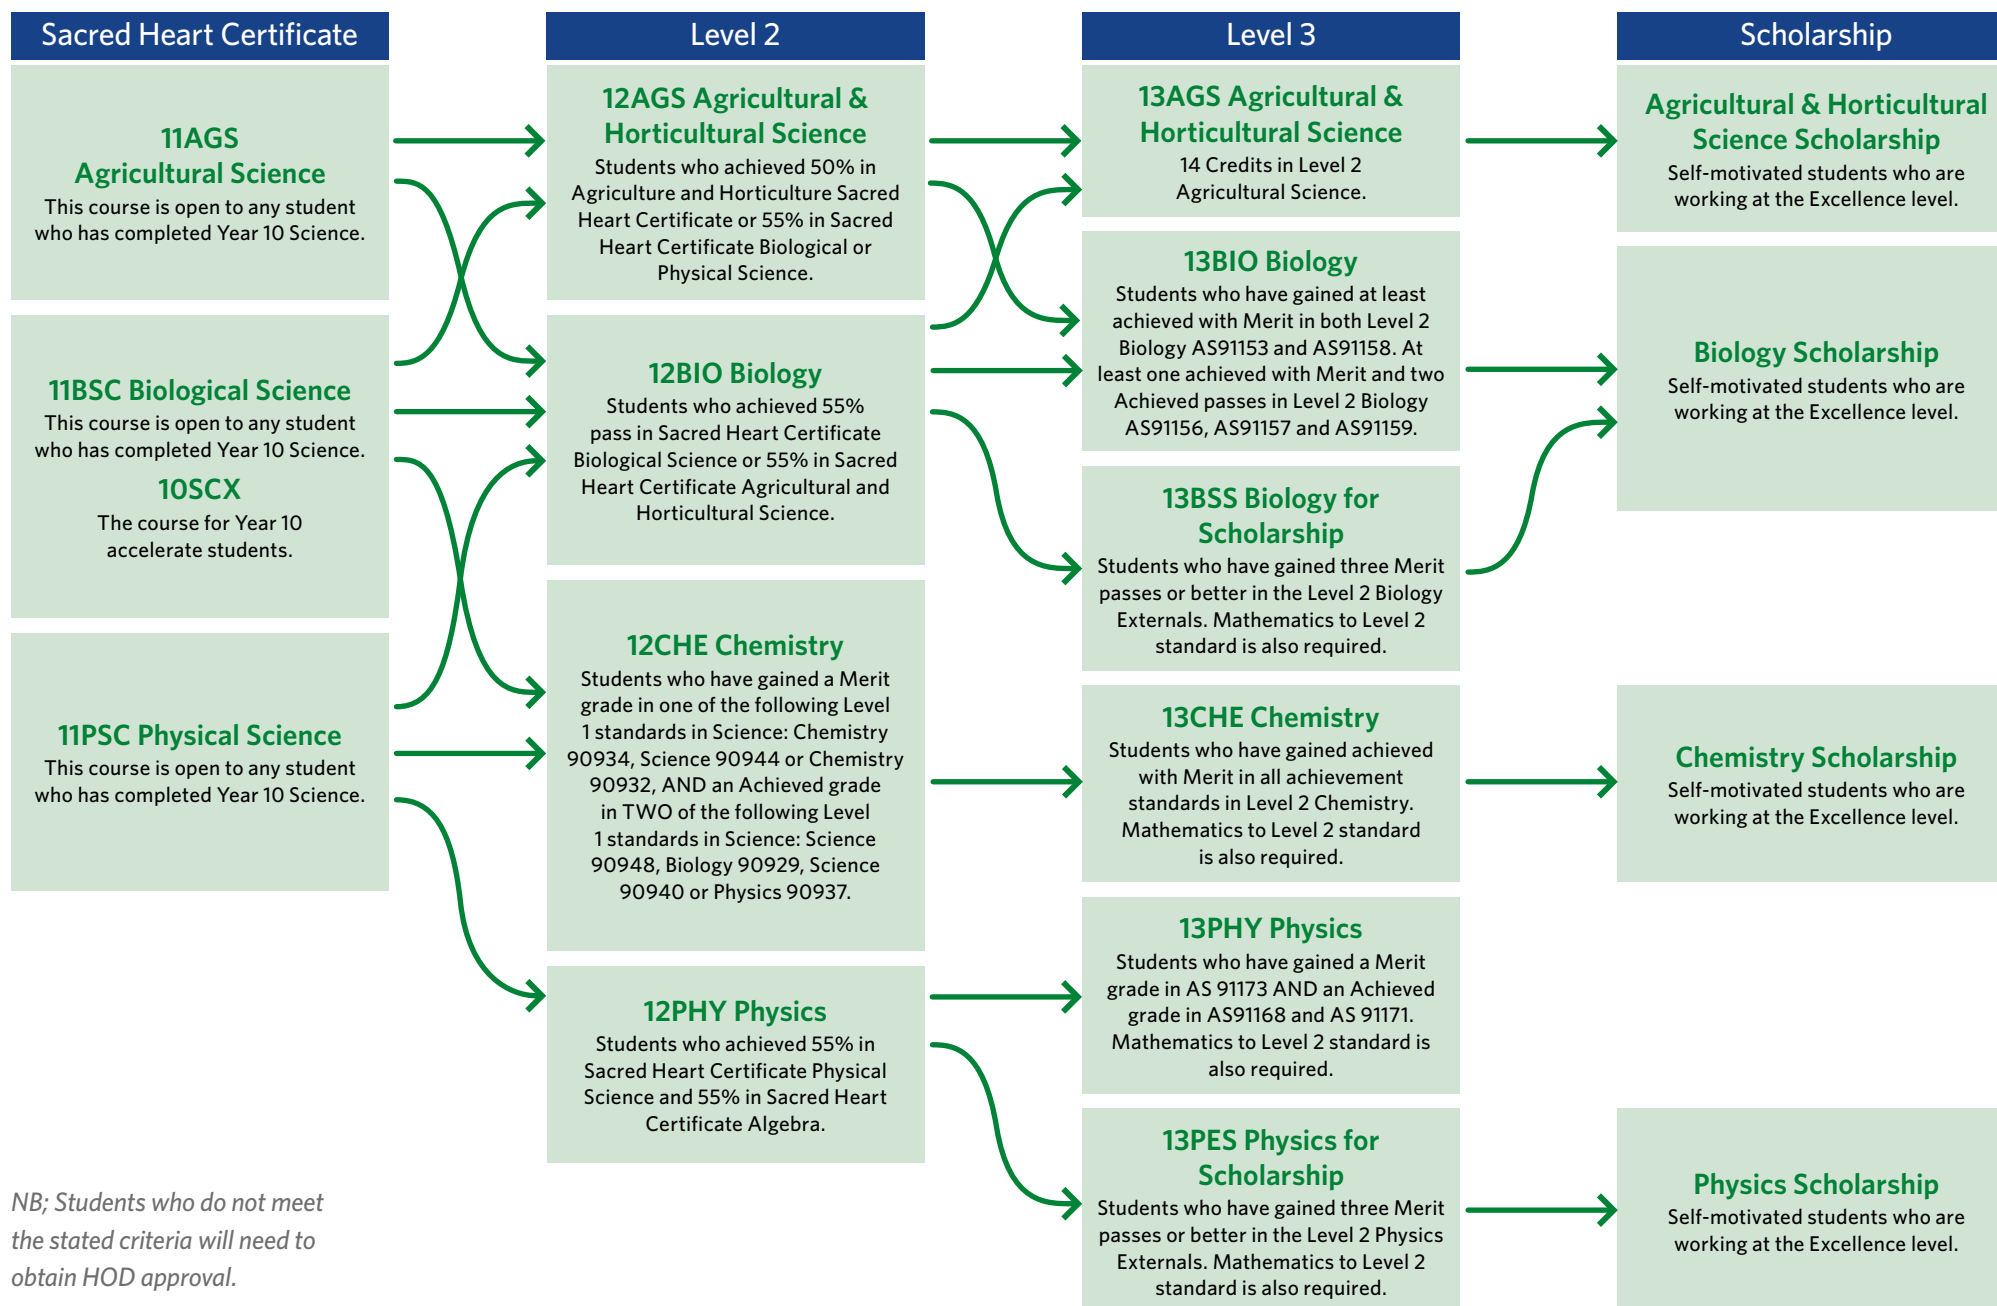 Sacred Heart Certificate
11AGS
Agricultural Science
This course is open to any student
who has completed Year 10 Science.
11BSC Biological Science
This course is open to any student
who has completed Year 10 Science.
10SCX
The course for Year 10
accelerate students.
11PSC Physical Science
This course is open to any student
who has completed Year 10 Science.
NB; Students who do not meet
the stated criteria will need to
obtain HOD approval.
Level 2
12AGS Agricultural &
Horticultural Science
Students who achieved 50% in
Agriculture and Horticulture Sacred
Heart Certificate or 55% in Sacred
Heart Certificate Biological or
Physical Science.
12BIO Biology
Students who achieved 55%
pass in Sacred Heart Certificate
Biological Science or 55% in Sacred
Heart Certificate Agricultural and
Horticultural Science.
12CHE Chemistry
Students who have gained a Merit
grade in one of the following Level
1 standards in Science: Chemistry
90934, Science 90944 or Chemistry
90932, AND an Achieved grade
in TWO of the following Level
1 standards in Science: Science
90948, Biology 90929, Science
90940 or Physics 90937.
12PHY Physics
Students who achieved 55% in
Sacred Heart Certificate Physical
Science and 55% in Sacred Heart
Certificate Algebra.
Level 3
13AGS Agricultural &
Horticultural Science
14 Credits in Level 2
Agricultural Science.
13BIO Biology
Students who have gained at least
achieved with Merit in both Level 2
Biology AS91153 and AS91158. At
least one achieved with Merit and two
Achieved passes in Level 2 Biology
AS91156, AS91157 and AS91159.
13BSS Biology for
Scholarship
Students who have gained three Merit
passes or better in the Level 2 Biology
Externals. Mathematics to Level 2
standard is also required.
13CHE Chemistry
Students who have gained achieved
with Merit in all achievement
standards in Level 2 Chemistry.
Mathematics to Level 2 standard
is also required.
13PHY Physics
Students who have gained a Merit
grade in AS 91173 AND an Achieved
grade in AS91168 and AS 91171.
Mathematics to Level 2 standard is
also required.
13PES Physics for
Scholarship
Students who have gained three Merit
passes or better in the Level 2 Physics
Externals. Mathematics to Level 2
standard is also required.
Scholarship
Agricultural & Horticultural
Science Scholarship
Self-motivated students who are
working at the Excellence level.
Biology Scholarship
Self-motivated students who are
working at the Excellence level.
Chemistry Scholarship
Self-motivated students who are
working at the Excellence level.
Physics Scholarship
Self-motivated students who are
working at the Excellence level.